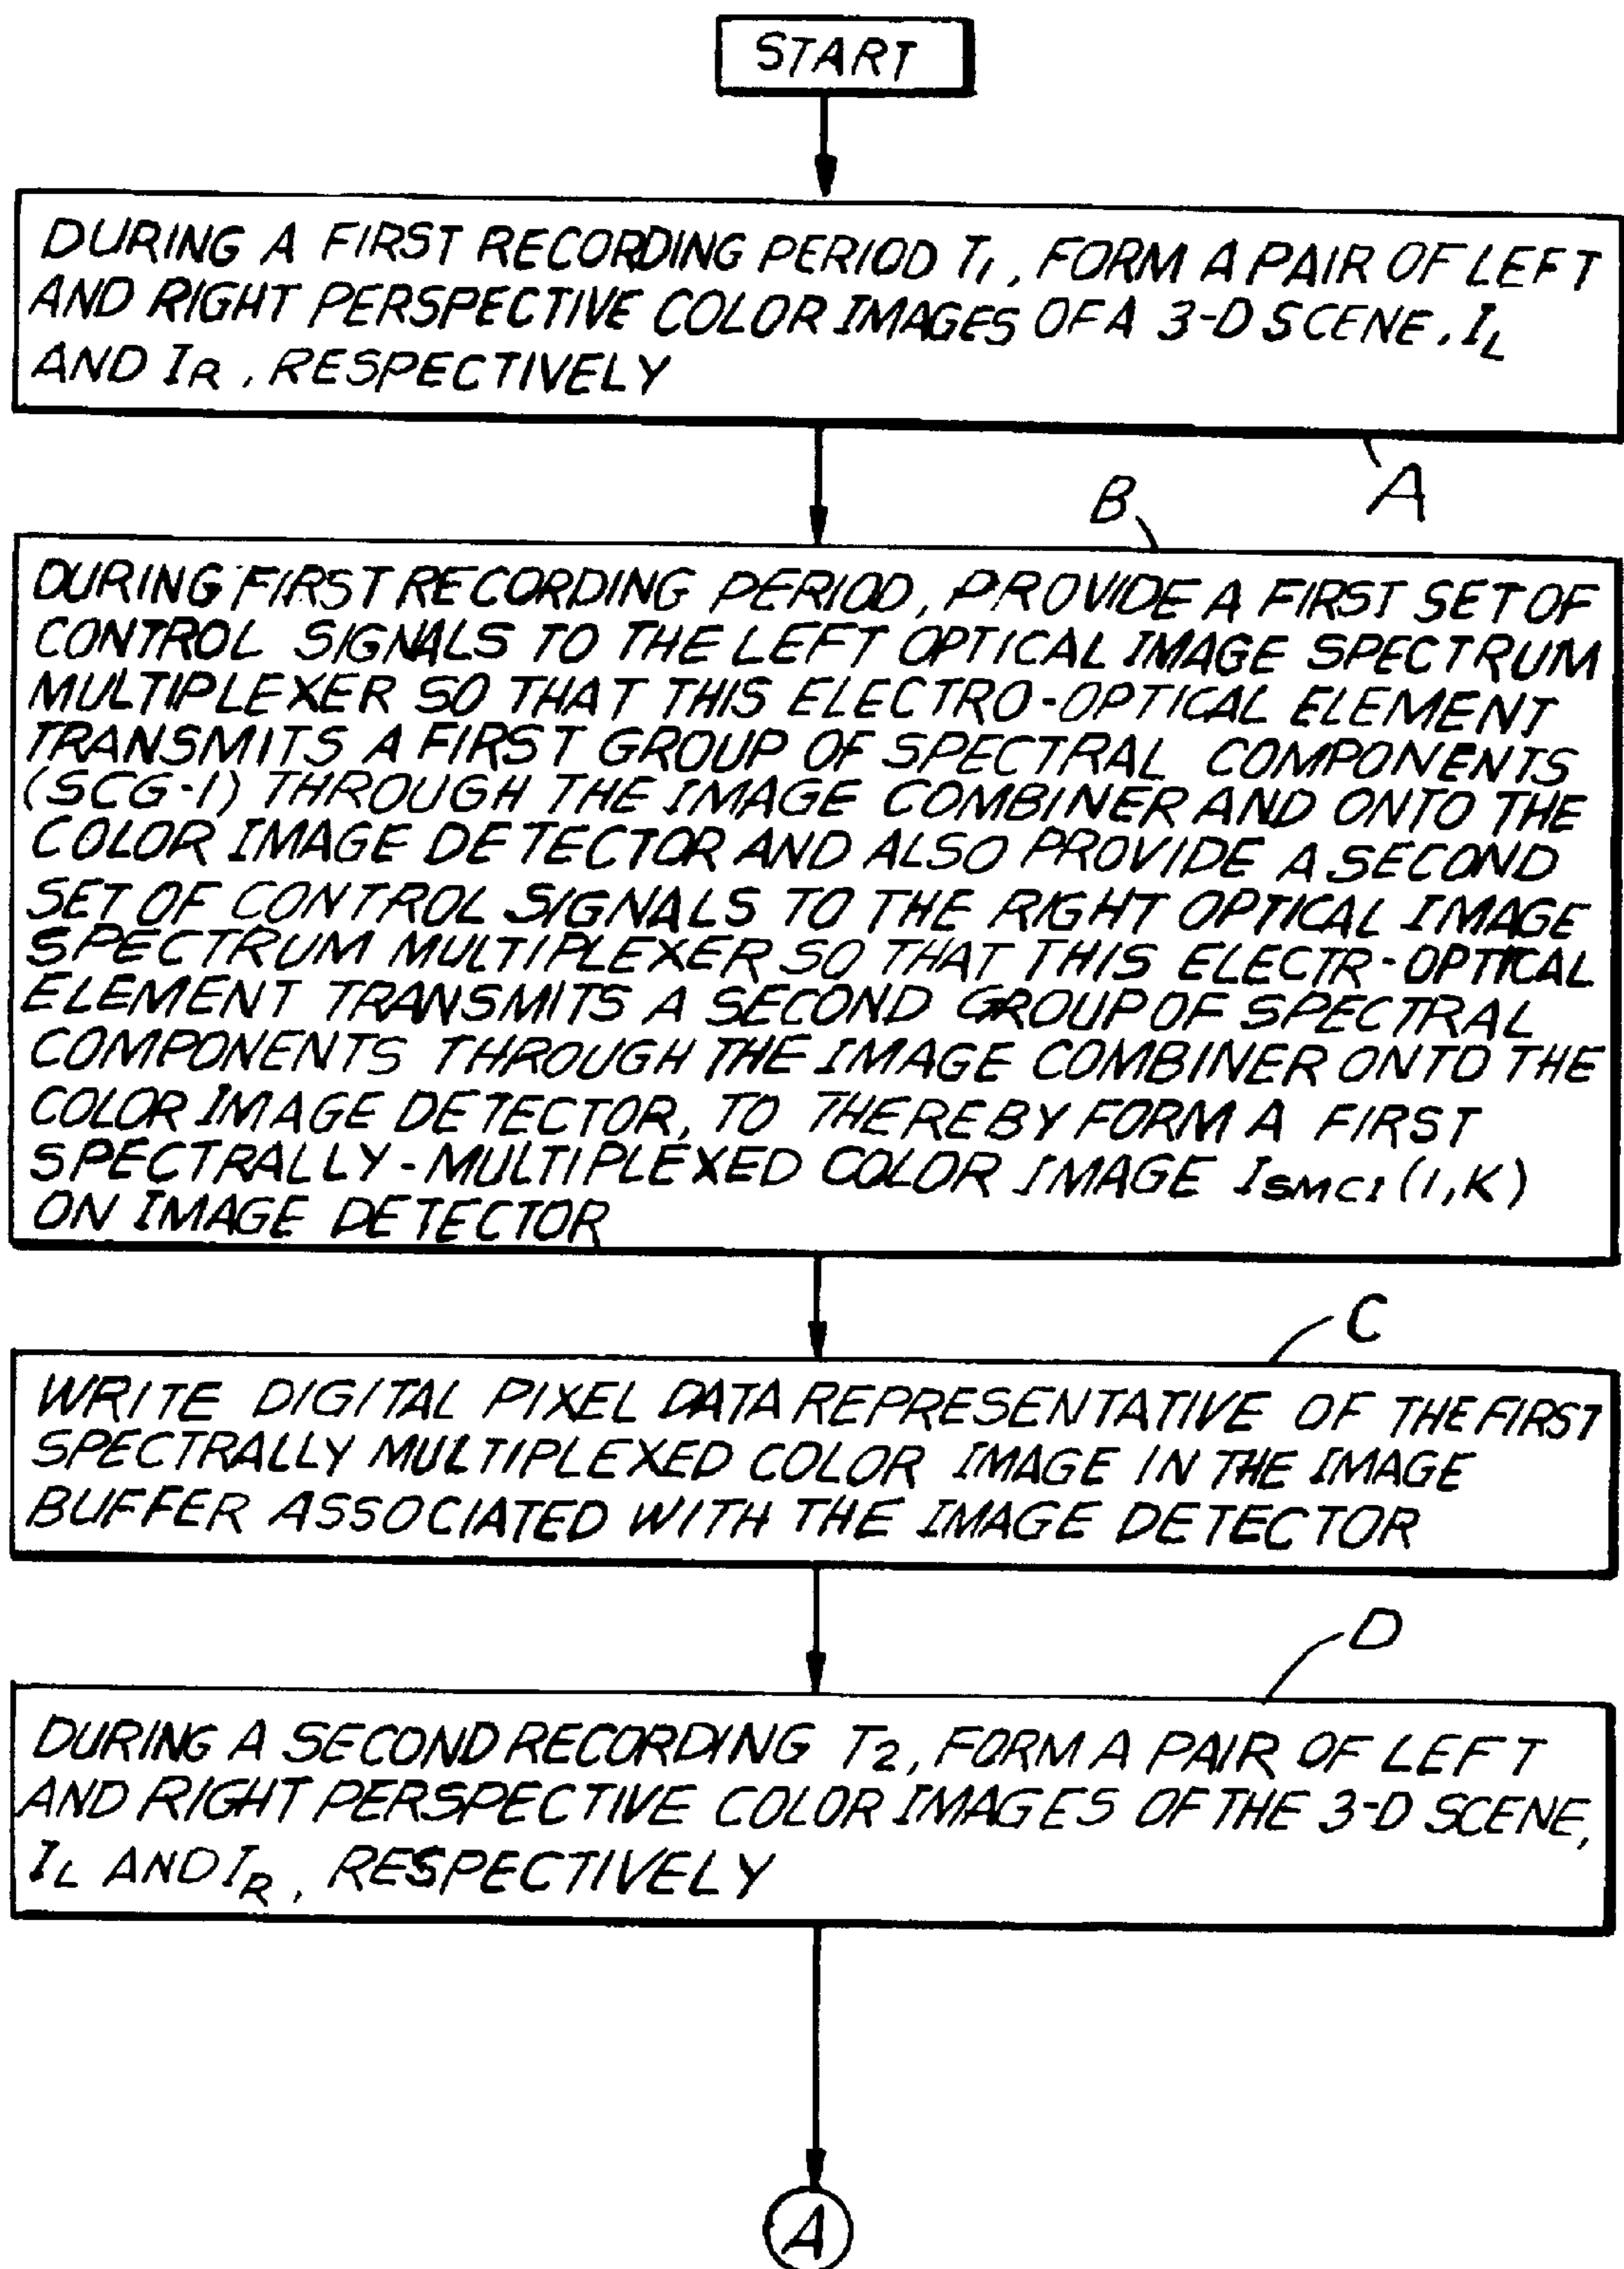 START
DURING A FIRST RECORDING PERIOD T1, FORM A PAIR OF LEFT
AND RIGHT PERSPECTIVE COLOR IMAGES OF A 3-D SCENE, IL
AND IR, RESPECTIVELY
A
B
DURING FIRST RECORDING PERIOD, PROVIDE A FIRST SET OF
CONTROL SIGNALS TO THE LEFT OPTICAL IMAGE SPECTRUM
MULTIPLEXER SO THAT THIS ELECTRO-OPTICAL ELEMENT
TRANSMITS A FIRST GROUP OF SPECTRAL COMPONENTS
(SCG-1) THROUGH THE IMAGE COMBINER AND ONTO THE
COLOR IMAGE DETECTOR AND ALSO PROVIDE A SECOND
SET OF CONTROL SIGNALS TO THE RIGHT OPTICAL IMAGE
SPECTRUM MULTIPLEXER SO THAT THIS ELECTR-OPTICAL
ELEMENT TRANSMITS A SECOND GROUP OF SPECTRAL
COMPONENTS THROUGH THE IMAGE COMBINER ONTO THE
COLOR IMAGE DETECTOR, TO THEREBY FORM A FIRST
SPECTRALLY-MULTIPLEXED COLOR IMAGE ISMCI (1,K)
ON IMAGE DETECTOR
C
WRITE DIGITAL PIXEL DATA REPRESENTATIVE OF THE FIRST
SPECTRALLY MULTIPLEXED COLOR IMAGE IN THE IMAGE
BUFFER ASSOCIATED WITH THE IMAGE DETECTOR
D
DURING A SECOND RECORDING T2, FORM A PAIR OF LEFT
AND RIGHT PERSPECTIVE COLOR IMAGES OF THE 3-D SCENE,
IL AND IR, RESPECTIVELY
A